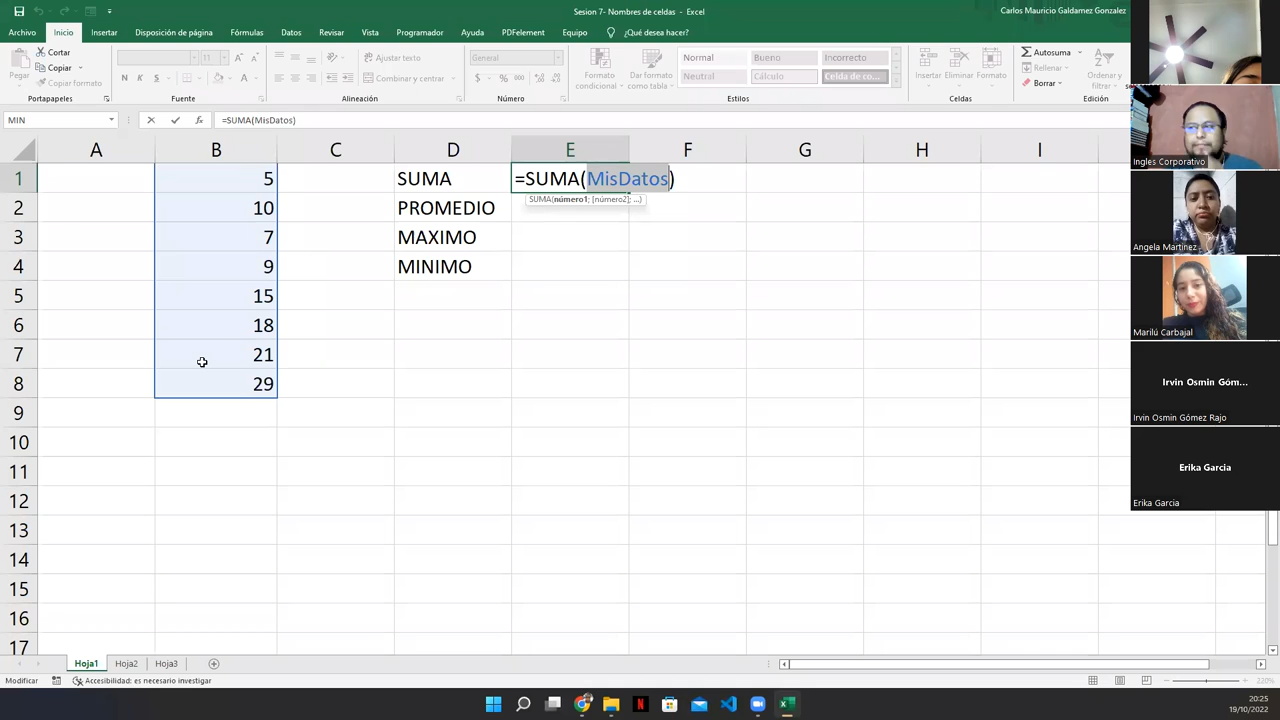 Sesion 7- Nombres de celdas - Excel
Carlos Mauricio Galdamez Gonzalez
Archivo Inicio Insertar Disposición de página Fórmulas Datos Revisar Vista Programador Ayuda PDFelement Equipo ¿Qué desea hacer?
Pegar
Cortar
Copiar
Copiar formato
Portapapeles
N K S
Fuente
Ajustar texto
Combinar y centrar
Alineación
General
Número
Formato condicional
Dar formato como tabla
Normal Bueno Incorrecto
Neutral Cálculo Celda de co...
Estilos
Insertar Eliminar Formato
Celdas
Autosuma
Rellenar
Borrar
Ordenar y
Edición
MIN
fx
=SUMA(MisDatos)
A B C D E F G H I
1 5 SUMA =SUMA(MisDatos)
SUMA(número1; [número2]; ...)
2 10 PROMEDIO
3 7 MAXIMO
4 9 MINIMO
5 15
6 18
7 21
8 29
9
10
11
12
13
14
15
16
17
Ingles Corporativo
Angela Martinez
Marilú Carbajal
Irvin Osmin Góm...
Irvin Osmin Gómez Rajo
Erika Garcia
Erika Garcia
Hoja1 Hoja2 Hoja3
Modificar
Accesibilidad: es necesario investigar
220%
20:25
19/10/2022